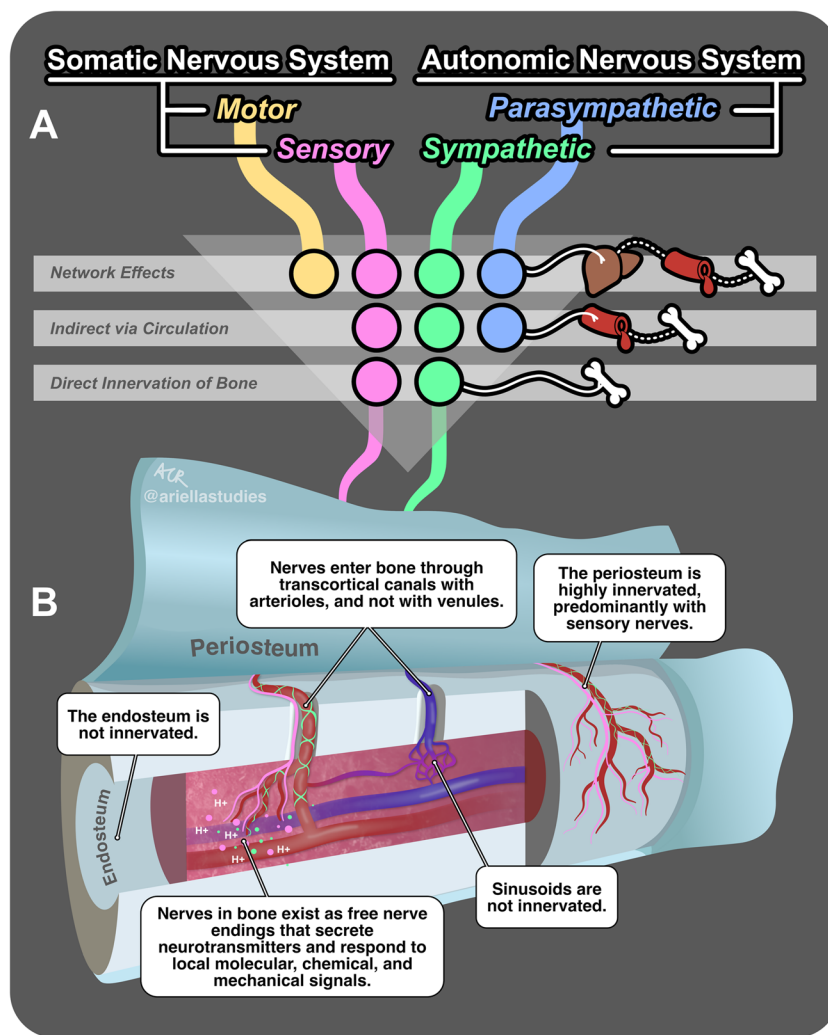 Somatic Nervous System
Autonomic Nervous System
A
Motor
Parasympathetic
Sensory
Sympathetic
Network Effects
Indirect via Circulation
Direct Innervation of Bone
ACR
@ariellastudies
B
Nerves enter bone through
transcortical canals with
arterioles, and not with venules.
The periosteum is
highly innervated,
predominantly with
sensory nerves.
Periosteum
The endosteum is
not innervated.
Endosteum
H+
H+
H+
H+
H+
Sinusoids are
not innervated.
Nerves in bone exist as free nerve
endings that secrete
neurotransmitters and respond to
local molecular, chemical, and
mechanical signals.